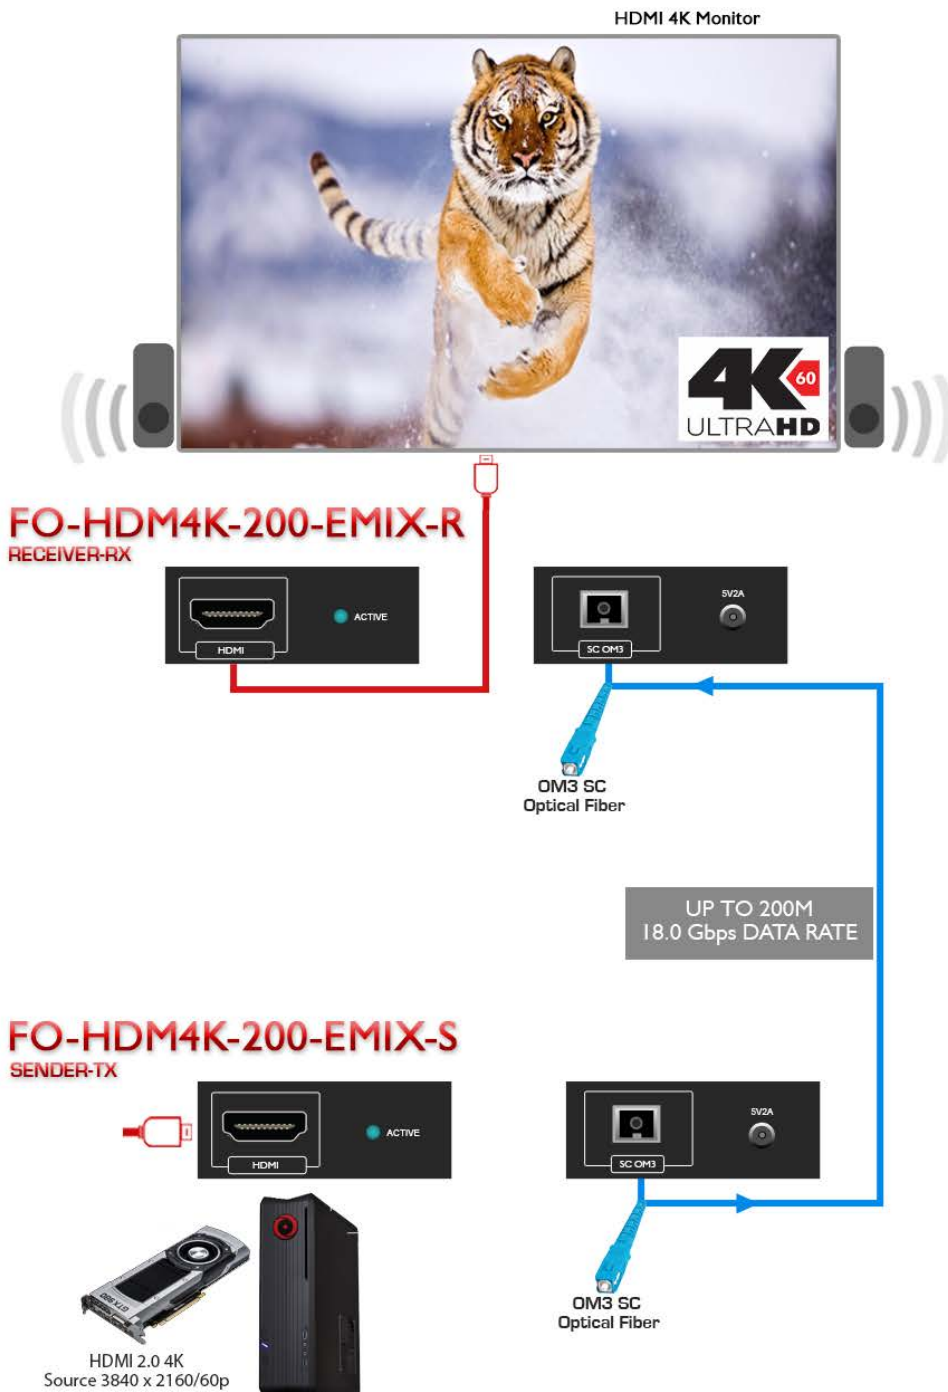 HDMI 4K Monitor
4K 60
ULTRAHD
FO-HDM4K-200-EMIX-R
RECEIVER-RX
HDMI
ACTIVE
SC OM3
5V2A
OM3 SC
Optical Fiber
UP TO 200M
18.0 Gbps DATA RATE
FO-HDM4K-200-EMIX-S
SENDER-TX
HDMI
ACTIVE
SC OM3
5V2A
OM3 SC
Optical Fiber
GTX 980
HDMI 2.0 4K
Source 3840 x 2160/60p